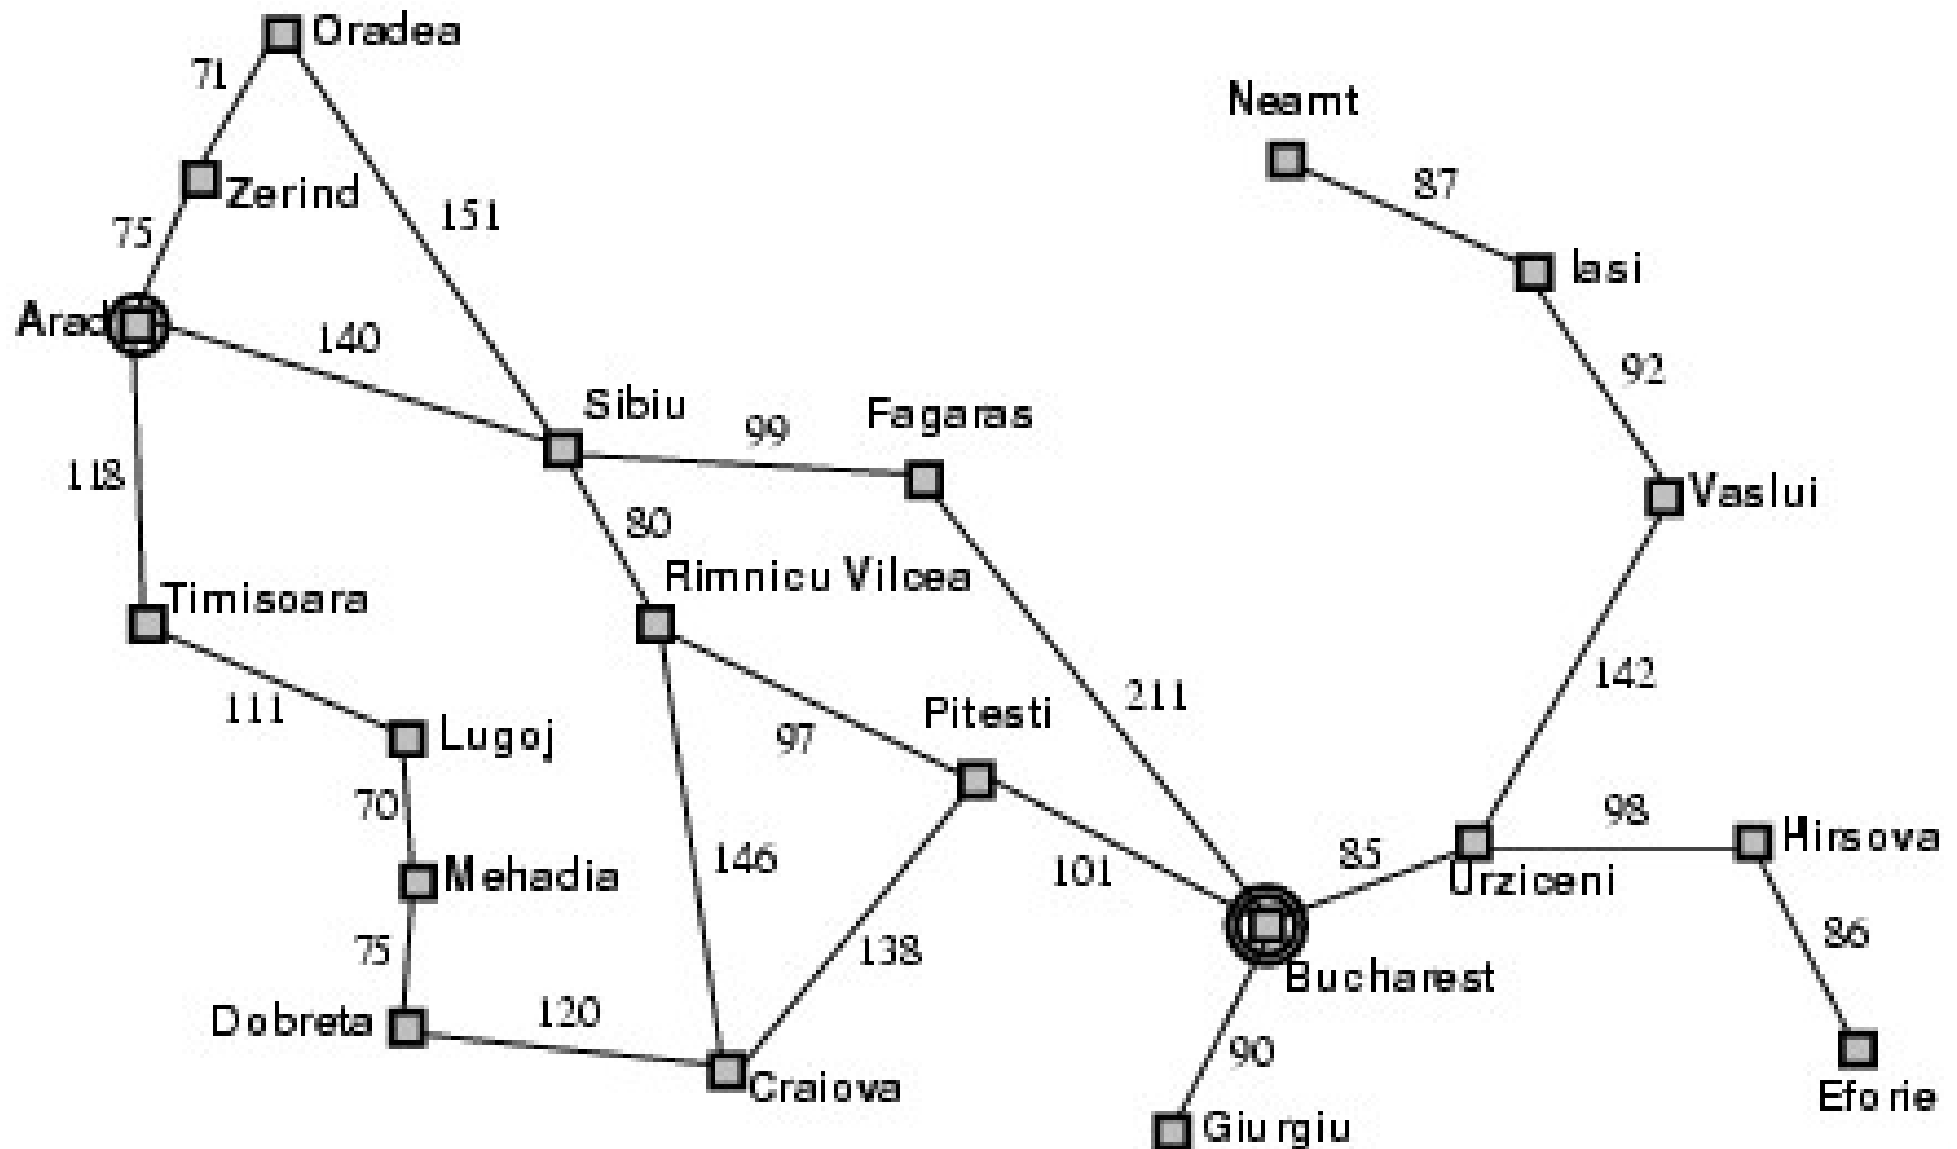 Oradea
71
Neamt
87
Zerind
151
75
Iasi
Arad
140
92
Sibiu
Fagaras
99
118
Vaslui
80
Rimnicu Vilcea
Timisoara
142
211
111
Pitesti
97
Lugoj
70
98
Hirsova
146
85
101
Mehadia
Urziceni
86
75
138
Bucharest
Dobreta
120
90
Craiova
Eforie
Giurgiu